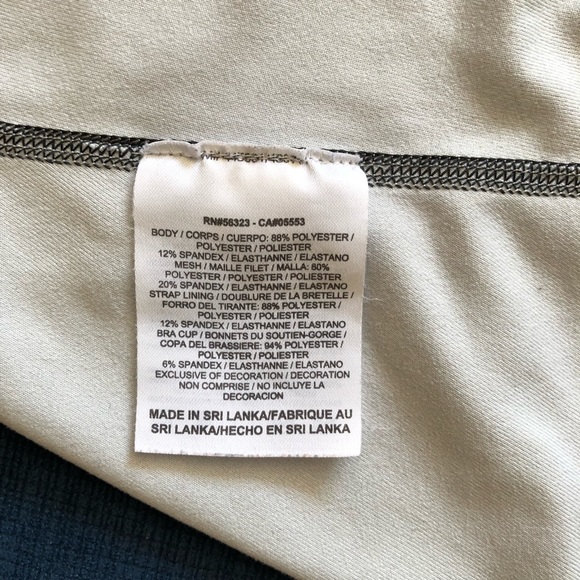 RN#56323 - CA#05553
BODY / CORPS / CUERPO: 88% POLYESTER /
POLYESTER / POLIESTER
12% SPANDEX / ELASTHANNE / ELASTANO
MESH / MAILLE FILET / MALLA: 80%
POLYESTER / POLYESTER / POLIESTER
20% SPANDEX / ELASTHANNE / ELASTANO
STRAP LINING / DOUBLURE DE LA BRETELLE /
FORRO DEL TIRANTE: 88% POLYESTER /
POLYESTER / POLIESTER
12% SPANDEX / ELASTHANNE / ELASTANO
BRA CUP / BONNETS DU SOUTIEN-GORGE /
COPA DEL BRASSIERE: 94% POLYESTER /
POLYESTER / POLIESTER
6% SPANDEX / ELASTHANNE / ELASTANO
EXCLUSIVE OF DECORATION / DECORATION
NON COMPRISE / NO INCLUYE LA
DECORACION
MADE IN SRI LANKA/FABRIQUE AU
SRI LANKA/HECHO EN SRI LANKA